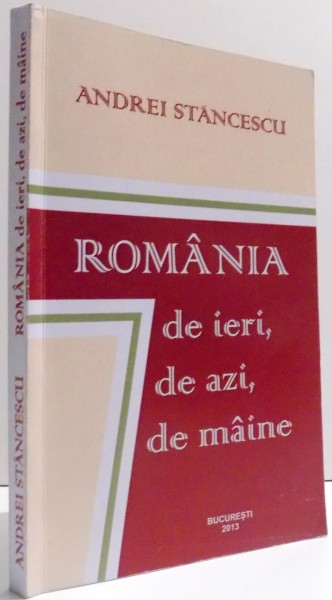 ANDREI STĂNCESCU
ROMÂNIA
de ieri,
de azi,
de mâine
BUCUREȘTI
2013
ANDREI STĂNCESCU ROMÂNIA de ieri, de azi, de mâine